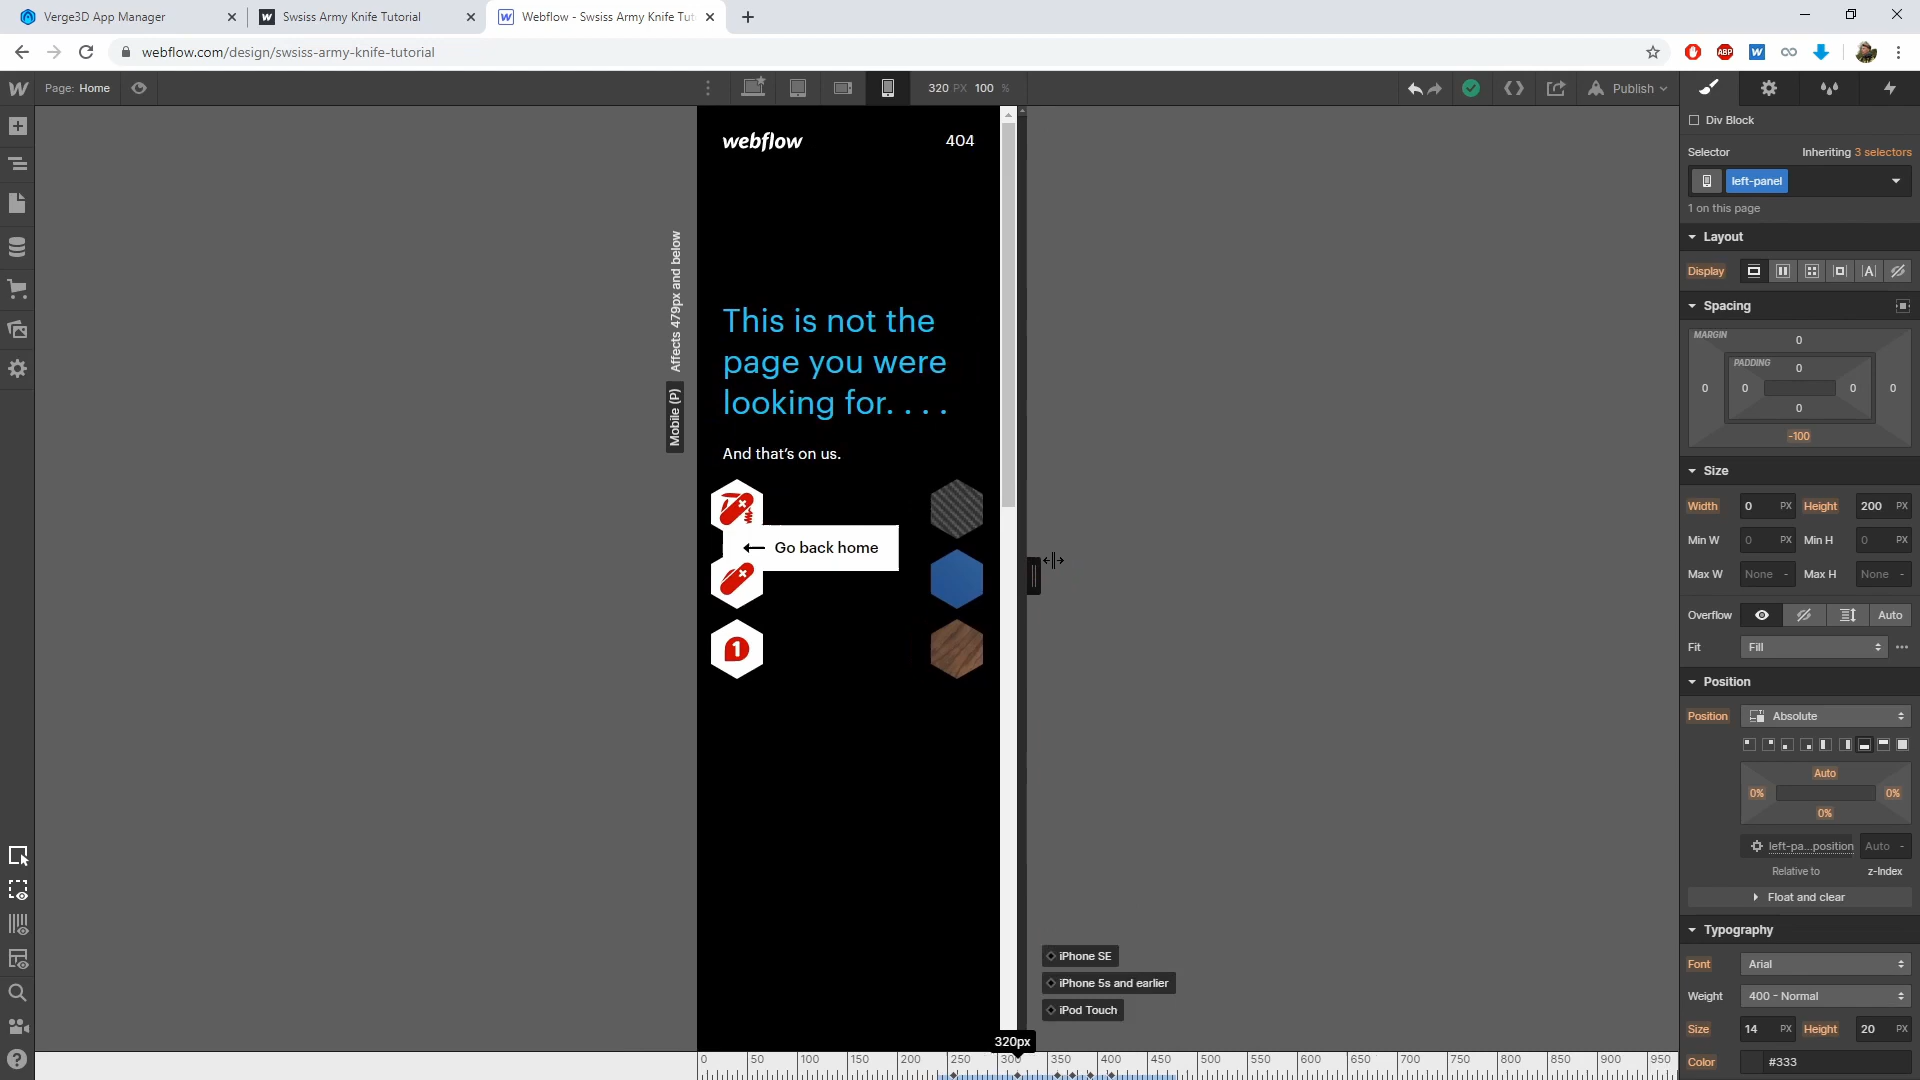 Verge3D App Manager
Swsiss Army Knife Tutorial
Webflow - Swsiss Army Knife Tut
webflow.com/design/swsiss-army-knife-tutorial
ABP
W
Page: Home
320 PX 100 %
Publish
webflow
404
Affects 479px and below
Mobile (P)
This is not the
page you were
looking for. . . .
And that's on us.
Go back home
1
iPhone SE
iPhone 5s and earlier
iPod Touch
320px
0 50 100 150 200 250 300 350 400 450 500 550 600 650 700 750 800 850 900 950
Div Block
Selector
Inheriting 3 selectors
left-panel
1 on this page
Layout
Display
Spacing
MARGIN
0
PADDING
0
0 0 0 0
0
-100
Size
Width 0 PX Height 200 PX
Min W 0 PX Min H 0 PX
Max W None - Max H None -
Overflow Auto
Fit Fill
Position
Position Absolute
Auto
0% 0%
0%
left-pa...position Auto -
Relative to z-Index
Float and clear
Typography
Font Arial
Weight 400 - Normal
Size 14 PX Height 20 PX
Color #333